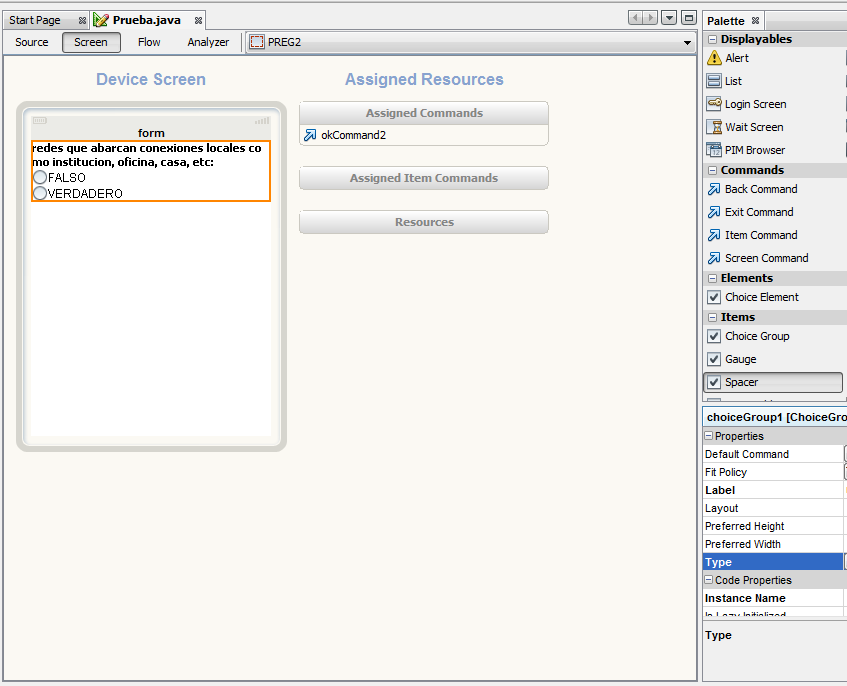 Start Page
Prueba.java
Source
Screen
Flow
Analyzer
PREG2
Device Screen
Assigned Resources
form
redes que abarcan conexiones locales co
mo institucion, oficina, casa, etc:
FALSO
VERDADERO
Assigned Commands
okCommand2
Assigned Item Commands
Resources
Palette
Displayables
Alert
List
Login Screen
Wait Screen
PIM Browser
Commands
Back Command
Exit Command
Item Command
Screen Command
Elements
Choice Element
Items
Choice Group
Gauge
Spacer
choiceGroup1 [ChoiceGro
Properties
Default Command
Fit Policy
Label
Layout
Preferred Height
Preferred Width
Type
Code Properties
Instance Name
Is Lazy Initialized
Type